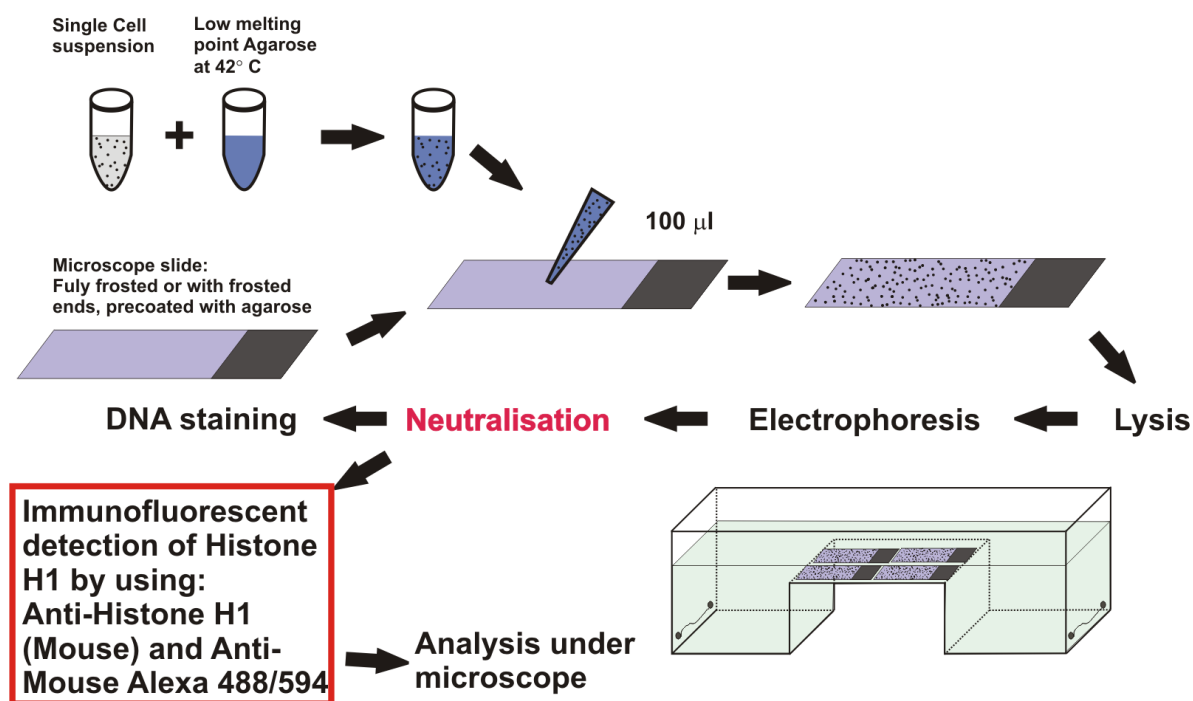 Single Cell
suspension
Low melting
point Agarose
at 42° C
+
100 µl
Microscope slide:
Fuly frosted or with frosted
ends, precoated with agarose
DNA staining
Neutralisation
Electrophoresis
Lysis
Immunofluorescent
detection of Histone
H1 by using:
Anti-Histone H1
(Mouse) and Anti-
Mouse Alexa 488/594
Analysis under
microscope